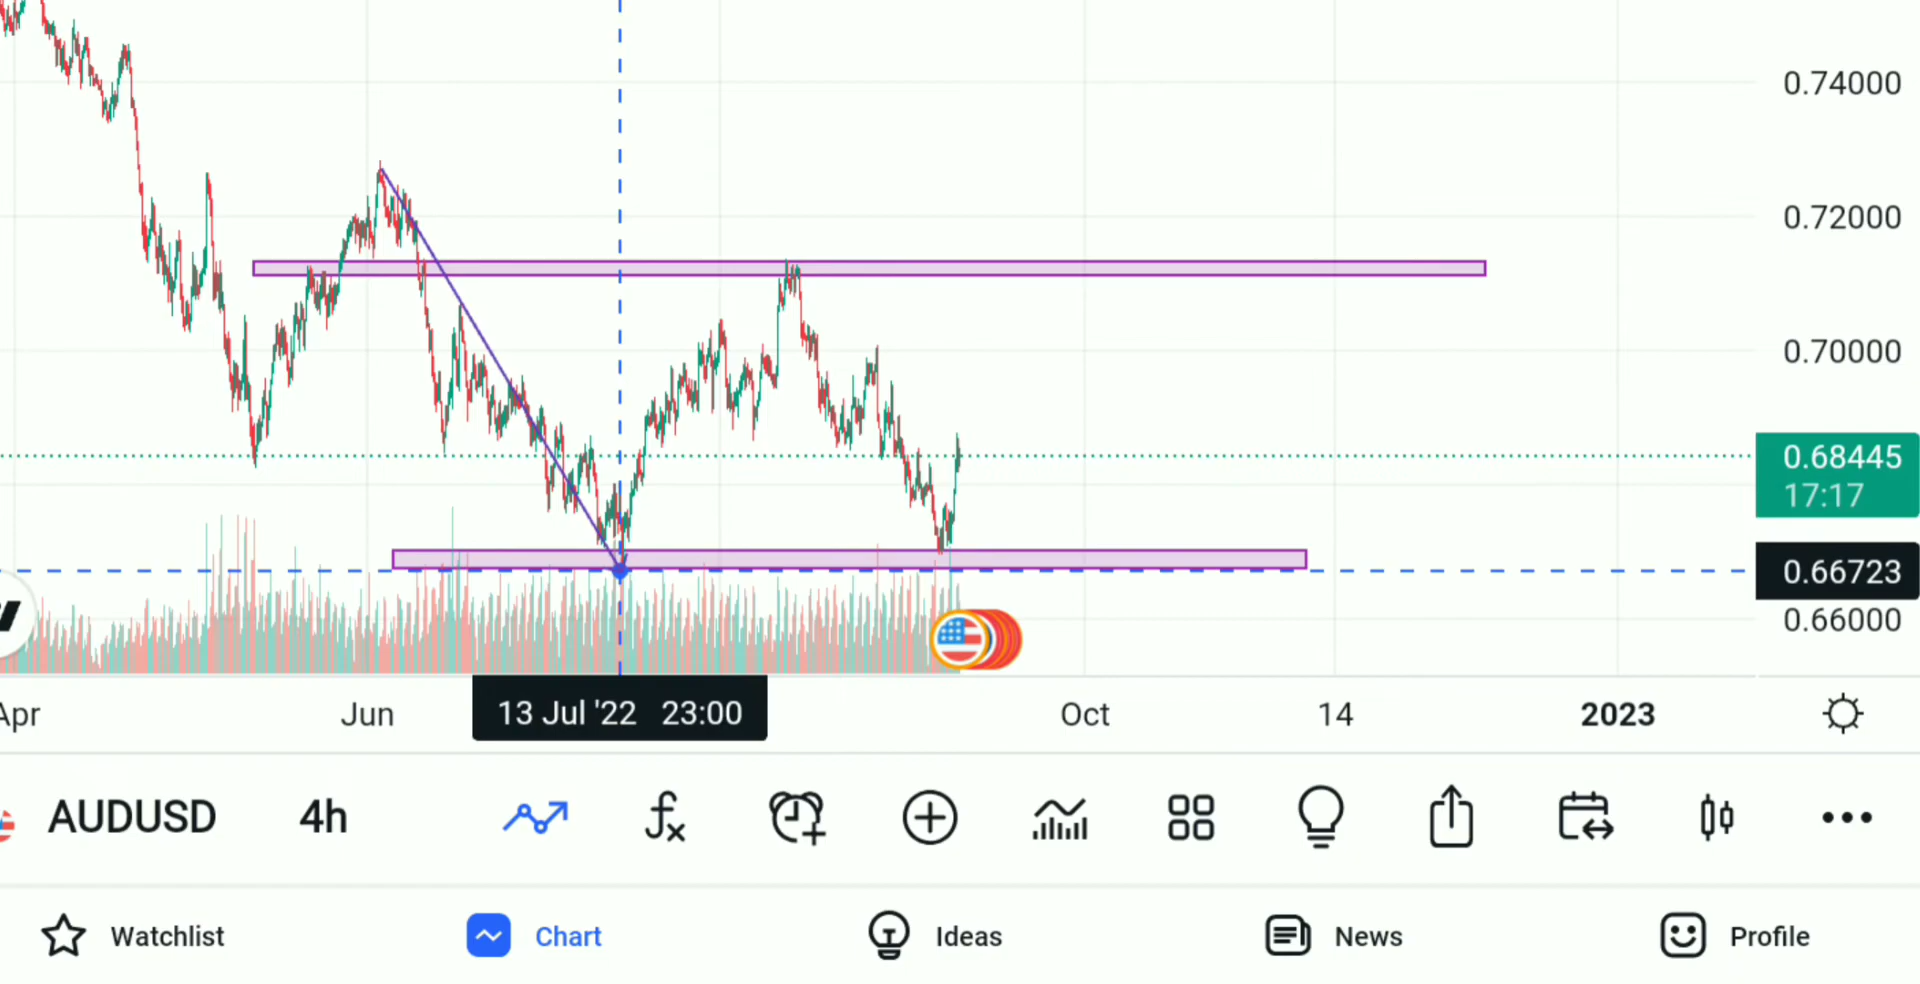 0.74000
0.72000
0.70000
0.68445
17:17
0.66723
0.66000
Apr
Jun
13 Jul '22 23:00
Oct
14
2023
AUDUSD
4h
Watchlist
Chart
Ideas
News
Profile